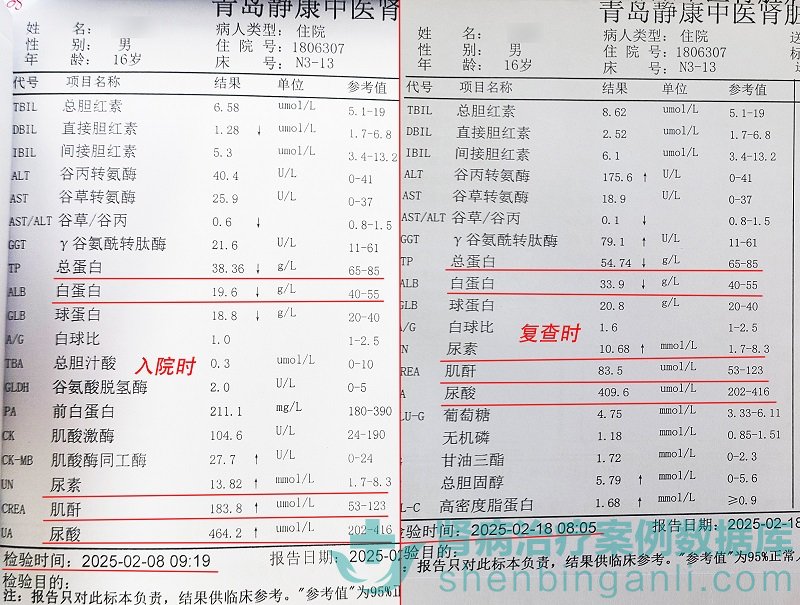 青岛静康中医肾
姓 名:
病人类型: 住院
性 别: 男
住 院 号: 1806307
年 龄: 16岁
床 号: N3-13
代号 项目名称 结果 单位 参考值
TBIL 总胆红素 6.58 umol/L 5.1-19
DBIL 直接胆红素 1.28 ↓ umol/L 1.7-6.8
IBIL 间接胆红素 5.3 umol/L 3.4-13.2
ALT 谷丙转氨酶 40.4 U/L 0-41
AST 谷草转氨酶 25.9 U/L 0-37
AST/ALT 谷草/谷丙 0.6 ↓ 0.8-1.5
GGT γ谷氨酰转肽酶 21.6 U/L 11-61
TP 总蛋白 38.36 ↓ g/L 65-85
ALB 白蛋白 19.6 ↓ g/L 40-55
GLB 球蛋白 18.8 ↓ g/L 20-40
A/G 白球比 1.0 1-2.5
入院时
TBA 总胆汁酸 0.3 umol/L 0-10
GLDH 谷氨酸脱氢酶 2.0 U/L 0-5
PA 前白蛋白 211.1 mg/L 180-390
CK 肌酸激酶 104.6 U/L 24-190
CK-MB 肌酸酶同工酶 27.7 ↑ U/L 0-24
UN 尿素 13.82 ↑ mmol/L 1.7-8.3
CREA 肌酐 183.8 ↑ umol/L 53-123
UA 尿酸 464.2 ↑ umol/L 202-416
检验时间: 2025-02-08 09:19 报告日期: 2025-02
检验目的:
注: 报告只对此标本负责, 结果供临床参考。"参考值"为95%正
青岛静康中医肾脏
姓 名:
病人类型: 住院
送
性 别: 男
住 院 号: 1806307
标
年 龄: 16岁
床 号: N3-13
送
代号 项目名称 结果 单位 参考值
TBIL 总胆红素 8.62 umol/L 5.1-19
DBIL 直接胆红素 2.52 umol/L 1.7-6.8
IBIL 间接胆红素 6.1 umol/L 3.4-13.2
ALT 谷丙转氨酶 175.6 ↑ U/L 0-41
AST 谷草转氨酶 18.9 U/L 0-37
AST/ALT 谷草/谷丙 0.1 ↓ 0.8-1.5
GGT γ谷氨酰转肽酶 79.1 ↑ U/L 11-61
TP 总蛋白 54.74 ↓ g/L 65-85
ALB 白蛋白 33.9 ↓ g/L 40-55
GLB 球蛋白 20.8 g/L 20-40
A/G 白球比 1.6 1-2.5
复查时
N 尿素 10.68 ↑ mmol/L 1.7-8.3
REA 肌酐 83.5 umol/L 53-123
A 尿酸 409.6 umol/L 202-416
LU-G 葡萄糖 4.75 mmol/L 3.33-6.11
无机磷 1.18 mmol/L 0.85-1.51
甘油三酯 1.72 mmol/L 0-2.3
总胆固醇 5.79 ↑ mmol/L 0-5.6
L-C 高密度脂蛋白 1.68 ↑ mmol/L ≥0.9
验时间: 2025-02-18 08:05 报告日期: 2025-02-18
验目的:
: 报告只对此标本负责, 结果供临床参考。"参考值"为95%正常人
肾病治疗案例数据库
shenbinganli.com